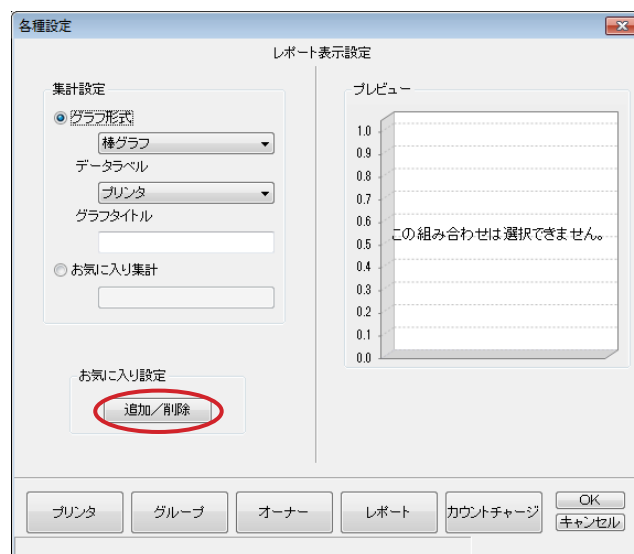 各種設定
レポート表示設定
集計設定
グラフ形式
棒グラフ
データラベル
プリンタ
グラフタイトル
お気に入り集計
お気に入り設定
追加/削除
プレビュー
1.0
0.9
0.8
0.7
0.6
0.5
0.4
0.3
0.2
0.1
0.0
この組み合わせは選択できません。
プリンタ
グループ
オーナー
レポート
カウントチャージ
OK
キャンセル